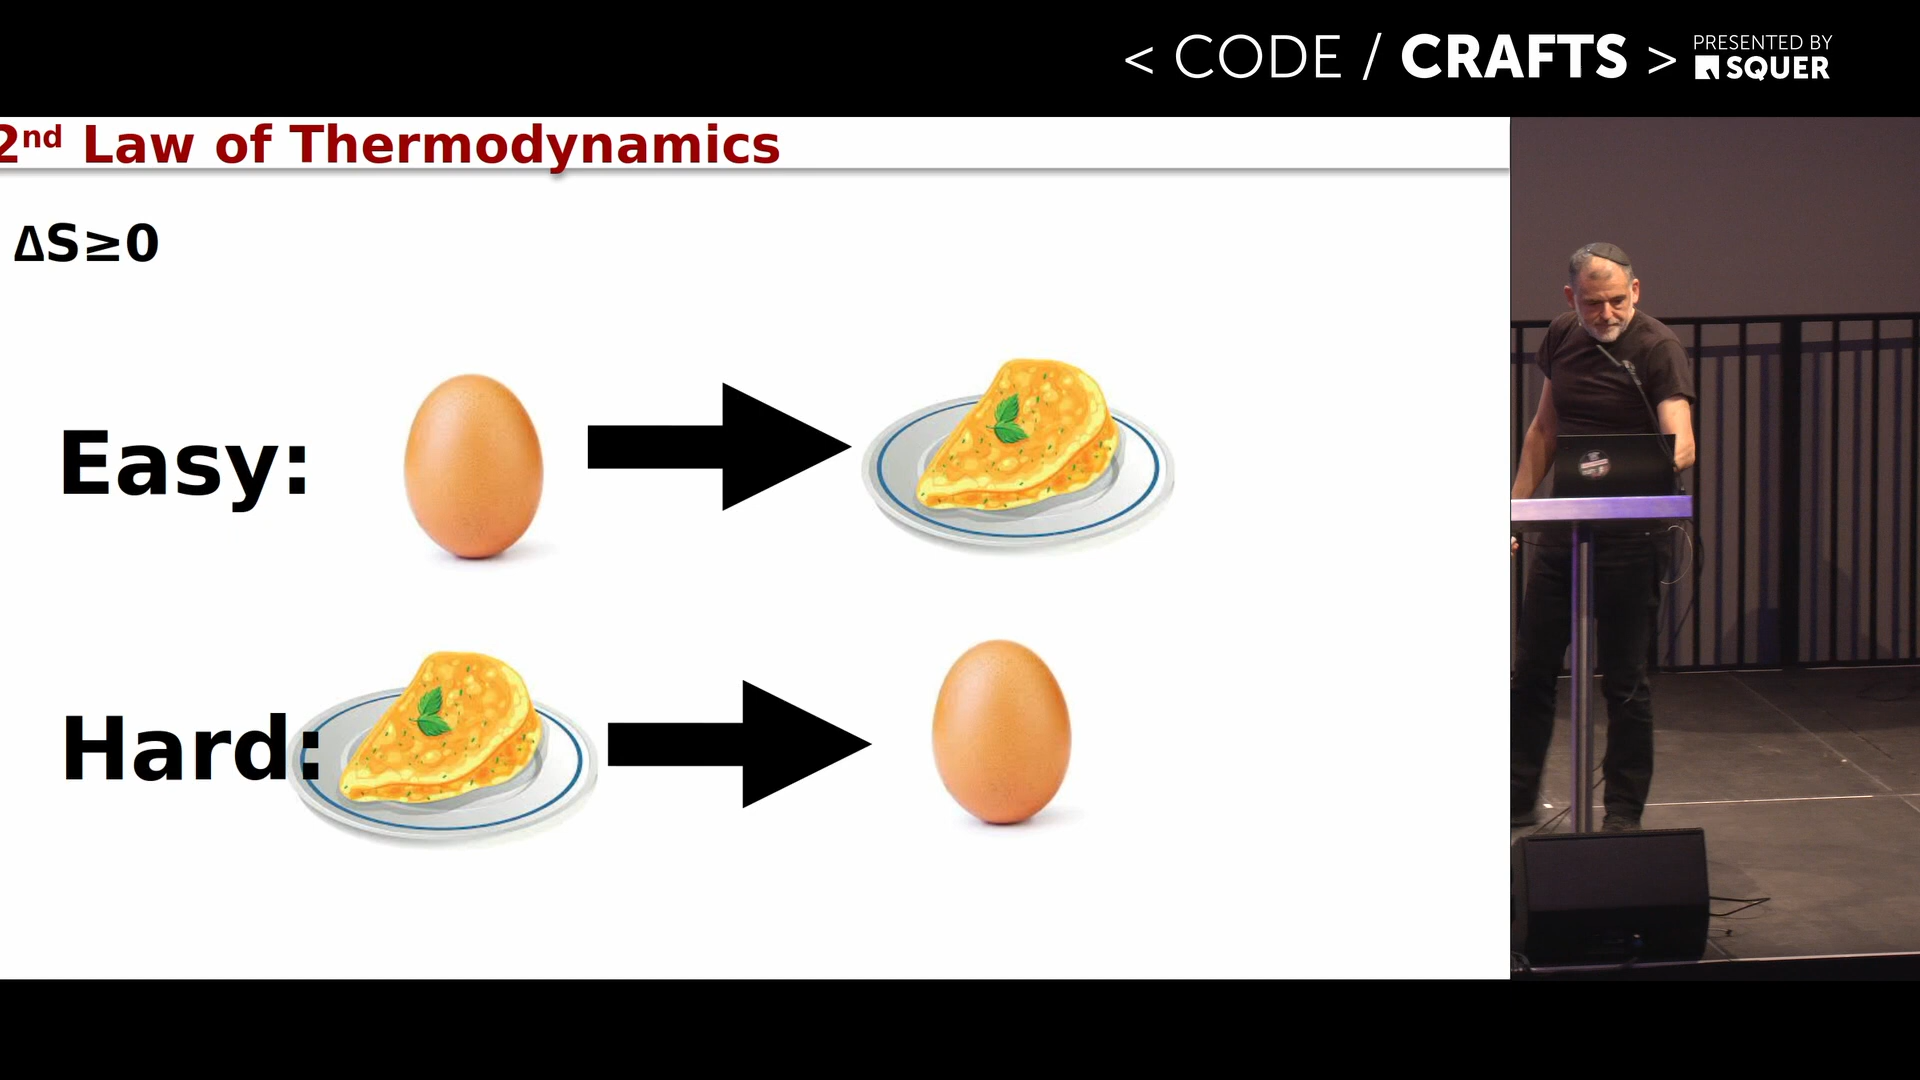 < CODE / CRAFTS >
PRESENTED BY
SQUER
2nd Law of Thermodynamics
ΔS≥0
Easy:
Hard: